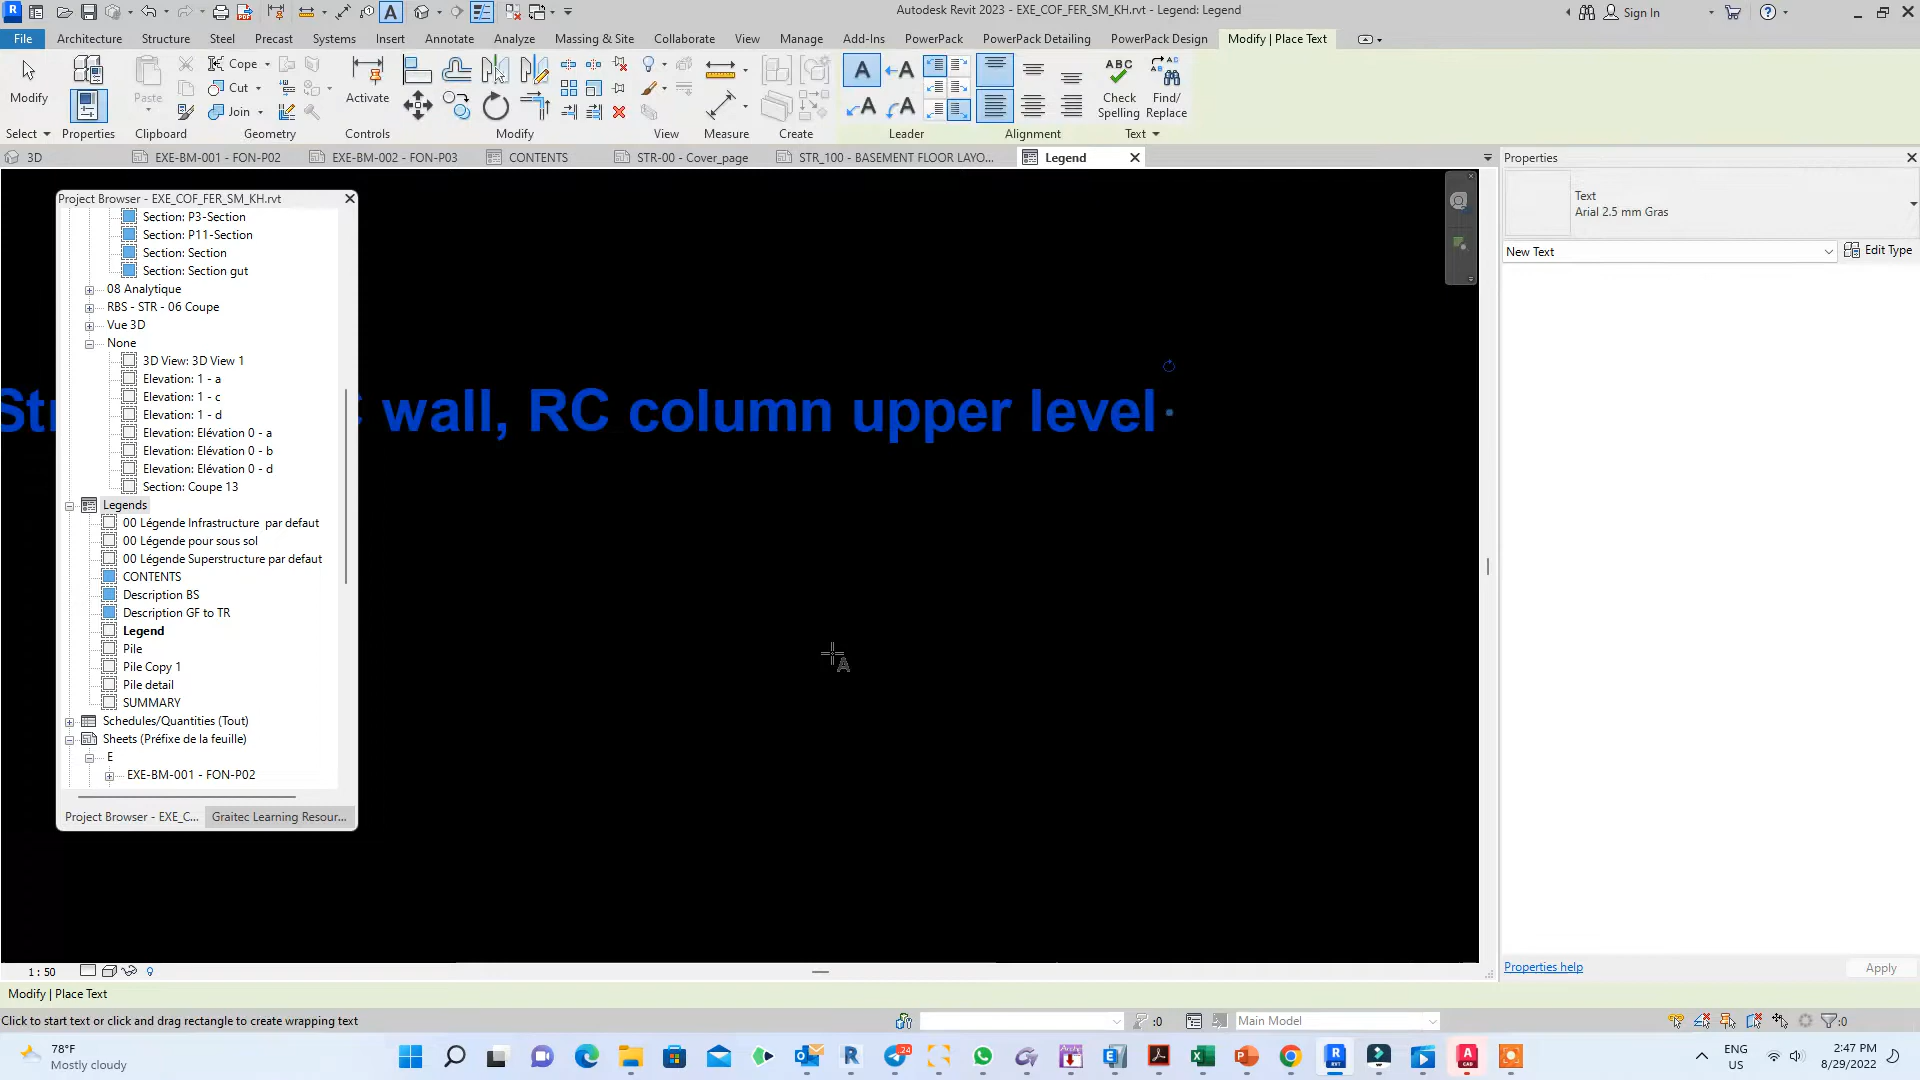 Autodesk Revit 2023 - EXE_COF_FER_SM_KH.rvt - Legend: Legend
Sign In
File Architecture Structure Steel Precast Systems Insert Annotate Analyze Massing & Site Collaborate View Manage Add-Ins PowerPack PowerPack Detailing PowerPack Design Modify | Place Text
Modify
Paste
Cope
Cut
Join
Activate
Check Spelling
Find/ Replace
Select Properties Clipboard Geometry Controls Modify View Measure Create Leader Alignment Text
3D EXE-BM-001 - FON-P02 EXE-BM-002 - FON-P03 CONTENTS STR-00 - Cover_page STR_100 - BASEMENT FLOOR LAYO... Legend
Properties
Project Browser - EXE_COF_FER_SM_KH.rvt
Section: P3-Section
Section: P11-Section
Section: Section
Section: Section gut
08 Analytique
RBS - STR - 06 Coupe
Vue 3D
None
3D View: 3D View 1
Elevation: 1 - a
Elevation: 1 - c
Elevation: 1 - d
Elevation: Elévation 0 - a
Elevation: Elévation 0 - b
Elevation: Elévation 0 - d
Section: Coupe 13
Legends
00 Légende Infrastructure par defaut
00 Légende pour sous sol
00 Légende Superstructure par defaut
CONTENTS
Description BS
Description GF to TR
Legend
Pile
Pile Copy 1
Pile detail
SUMMARY
Schedules/Quantities (Tout)
Sheets (Préfixe de la feuille)
E
EXE-BM-001 - FON-P02
Project Browser - EXE_C... Graitec Learning Resour...
Str wall, RC column upper level
Text
Arial 2.5 mm Gras
New Text
Edit Type
Properties help
Apply
1 : 50
Modify | Place Text
Click to start text or click and drag rectangle to create wrapping text
:0
Main Model
:0
78°F
Mostly cloudy
24
ENG
US
2:47 PM
8/29/2022